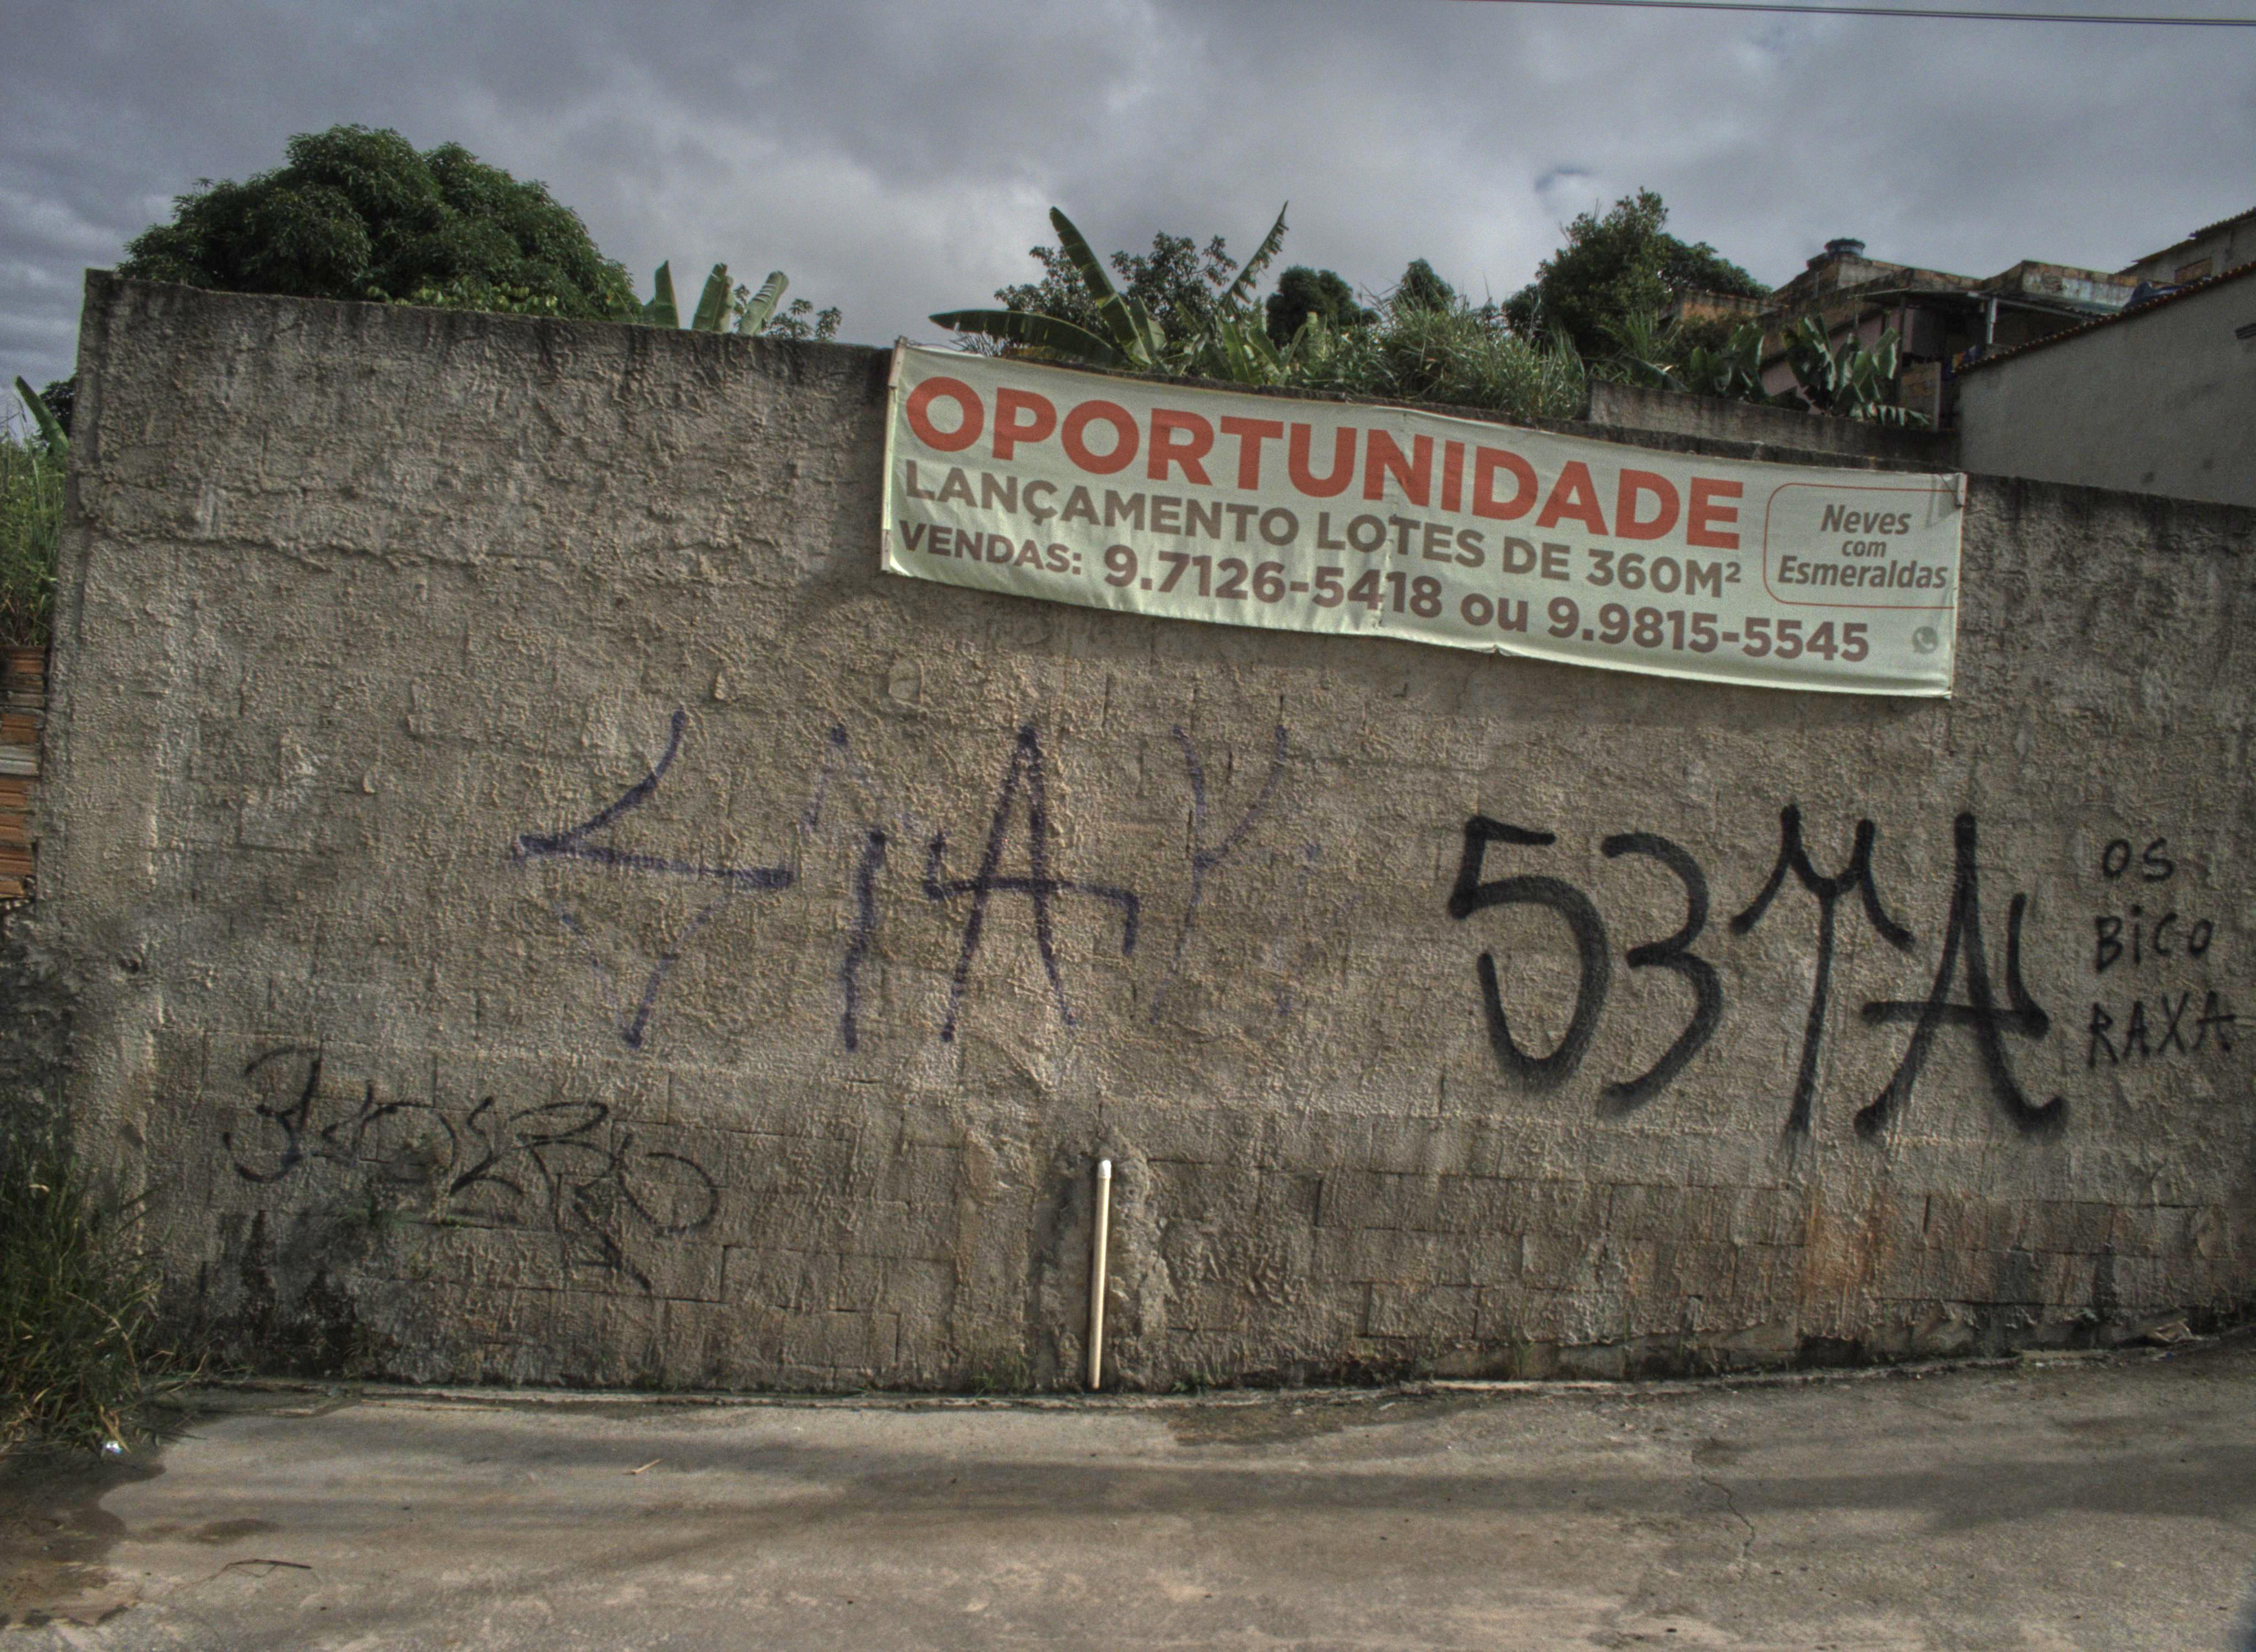 OPORTUNIDADE
LANÇAMENTO LOTES DE 360M²
VENDAS: 9.7126-5418 ou 9.9815-5545
Neves
com
Esmeraldas
OS
BiCO
RAXA